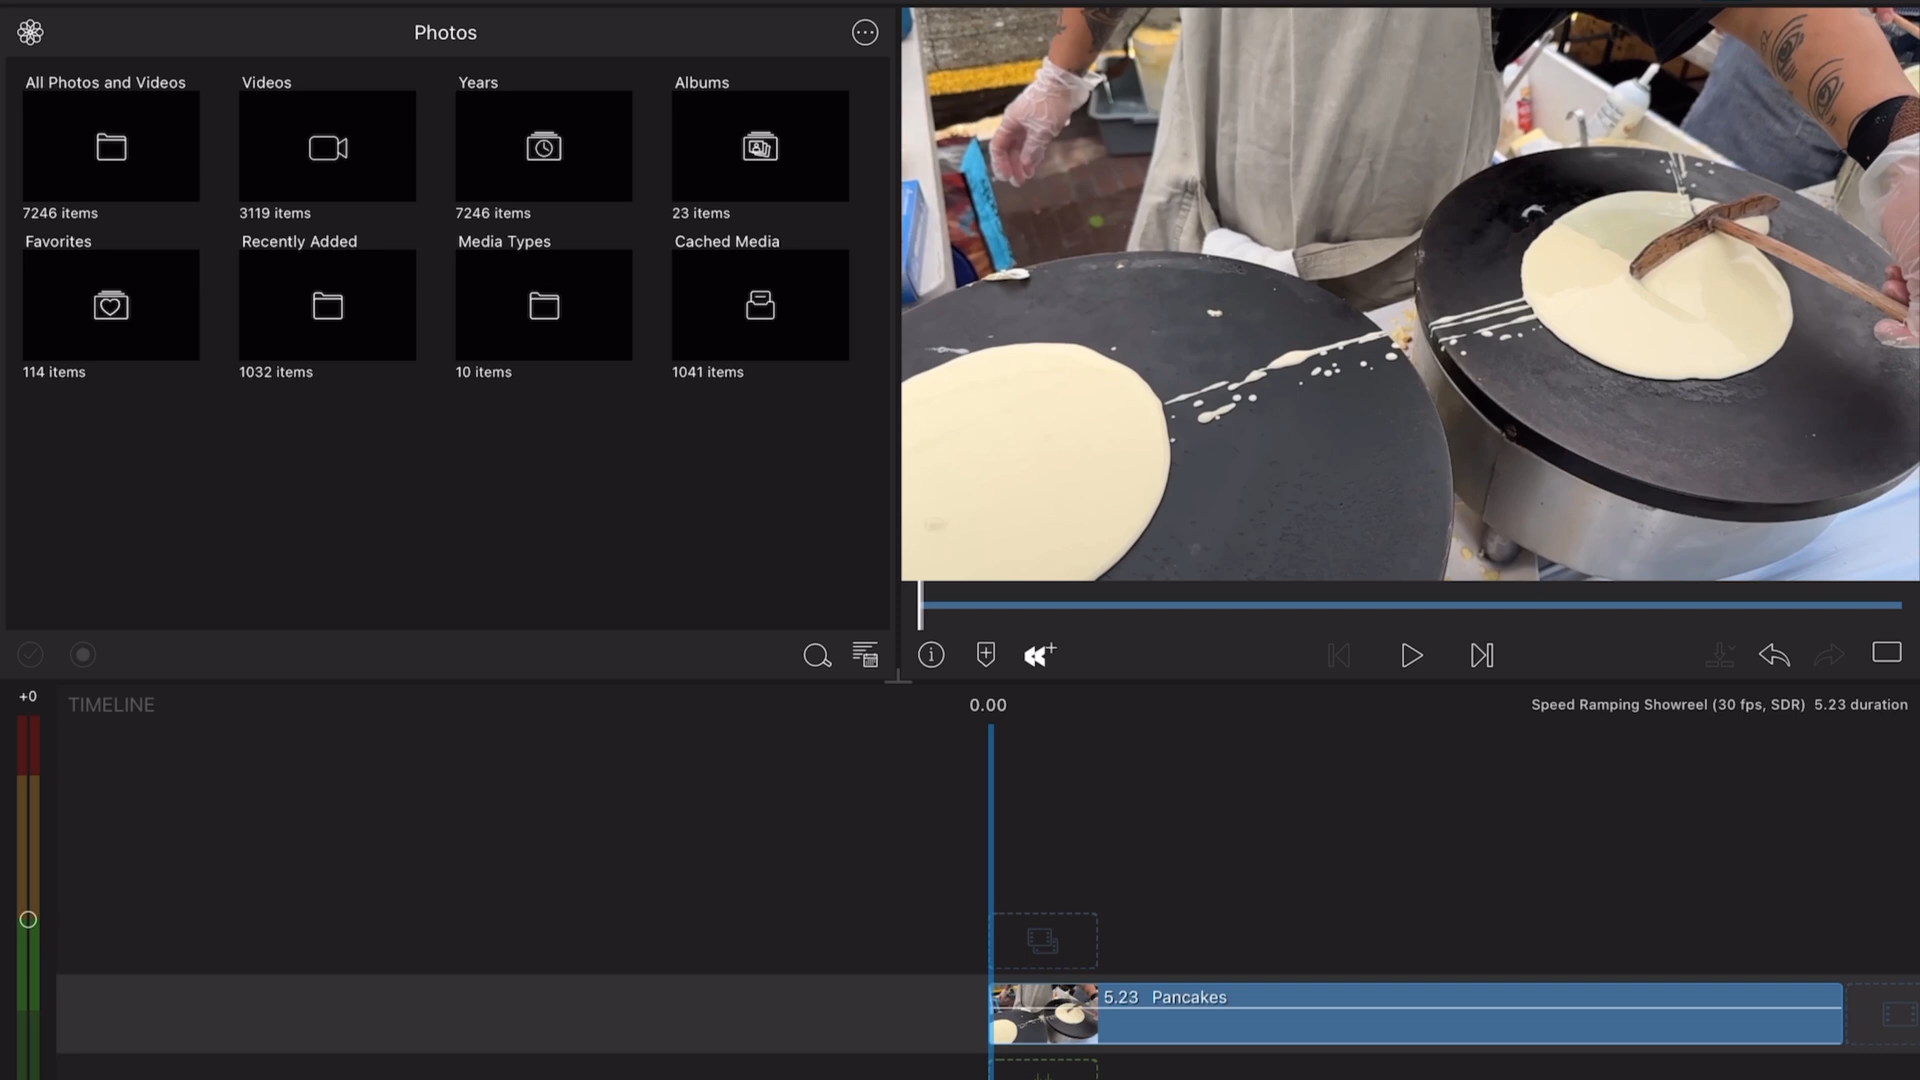 Photos
All Photos and Videos
Videos
Years
Albums
7246 items
3119 items
7246 items
23 items
Favorites
Recently Added
Media Types
Cached Media
114 items
1032 items
10 items
1041 items
+0
TIMELINE
0.00
Speed Ramping Showreel (30 fps, SDR) 5.23 duration
5.23 Pancakes